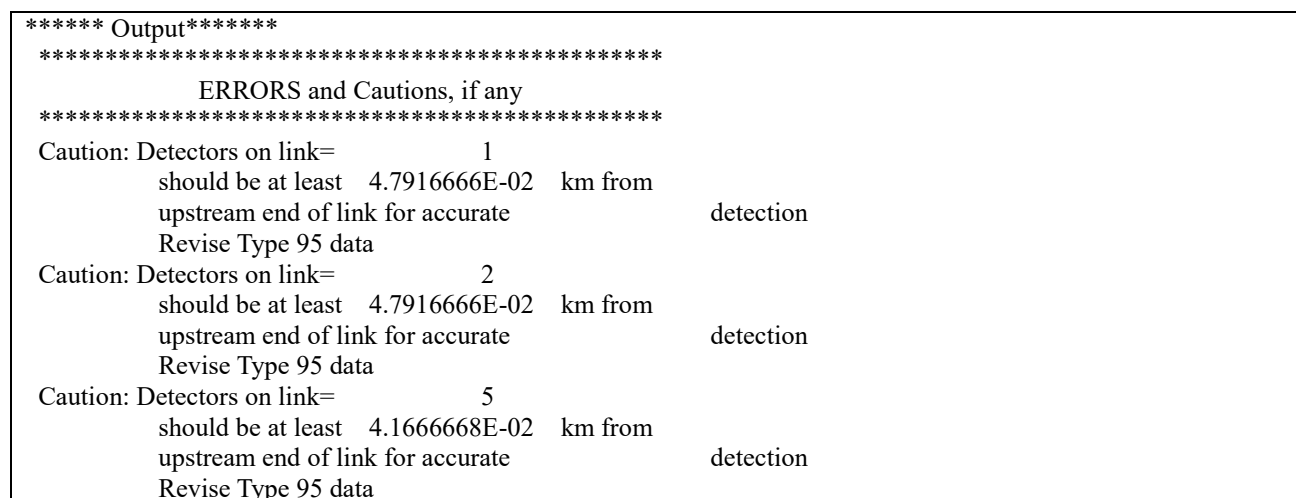 ****** Output*******
***********************************************
ERRORS and Cautions, if any
***********************************************
Caution: Detectors on link= 1
should be at least 4.7916666E-02 km from
upstream end of link for accurate detection
Revise Type 95 data
Caution: Detectors on link= 2
should be at least 4.7916666E-02 km from
upstream end of link for accurate detection
Revise Type 95 data
Caution: Detectors on link= 5
should be at least 4.1666668E-02 km from
upstream end of link for accurate detection
Revise Type 95 data